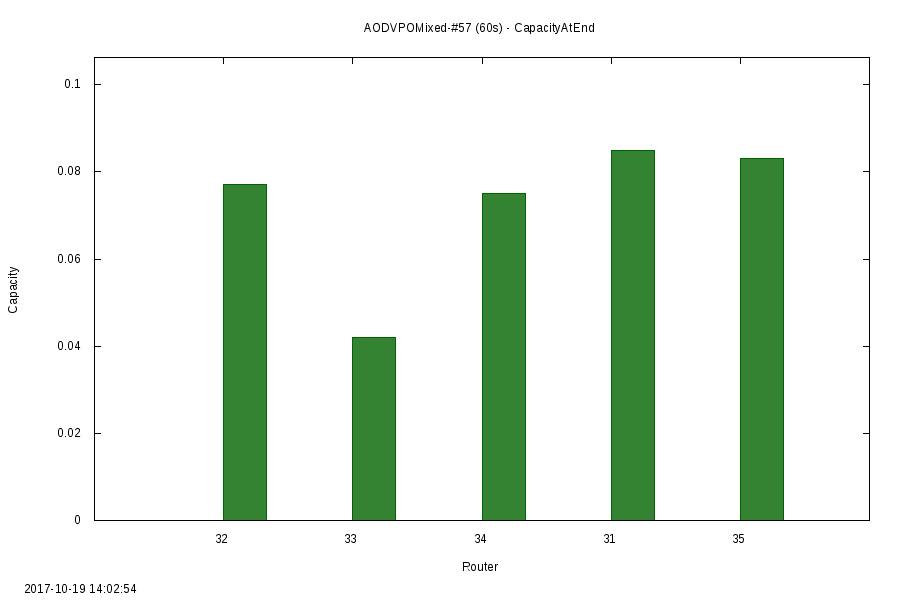 AODVPOMixed-#57 (60s) - CapacityAtEnd
0.1
0.08
0.06
0.04
0.02
0
Capacity
32 33 34 31 35
Router
2017-10-19 14:02:54